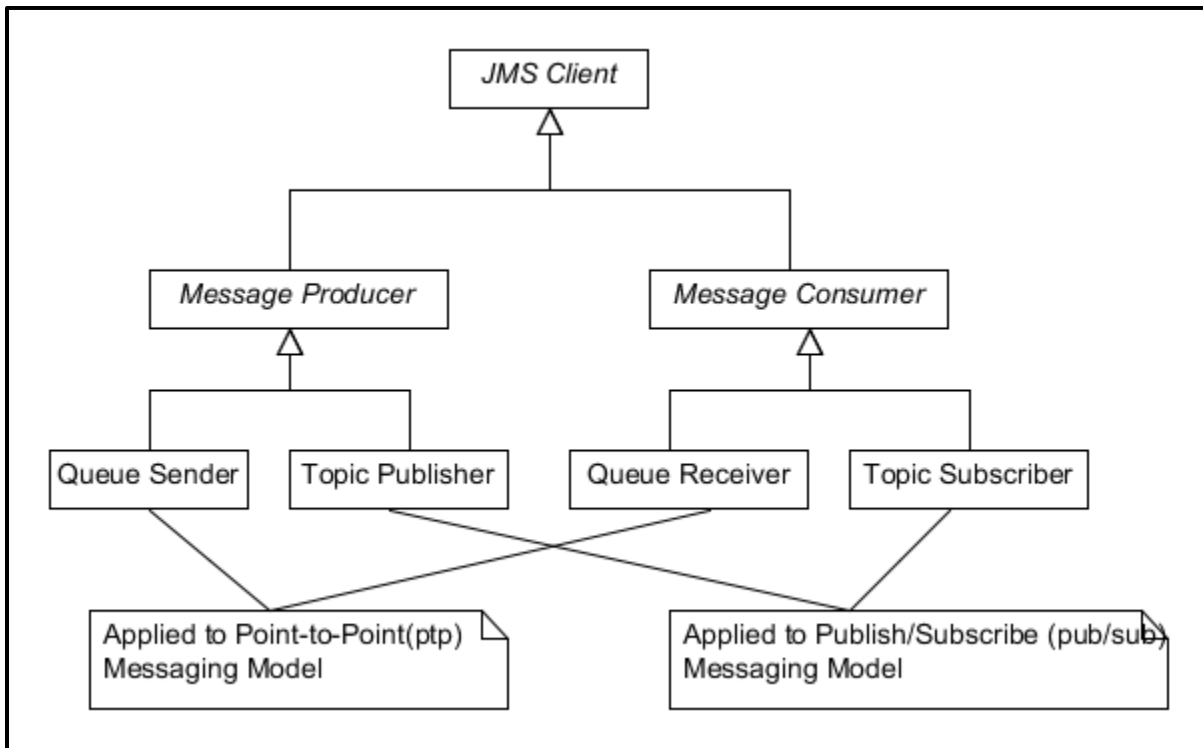 JMS Client
Message Producer
Message Consumer
Queue Sender
Topic Publisher
Queue Receiver
Topic Subscriber
Applied to Point-to-Point(ptp)
Messaging Model
Applied to Publish/Subscribe (pub/sub)
Messaging Model